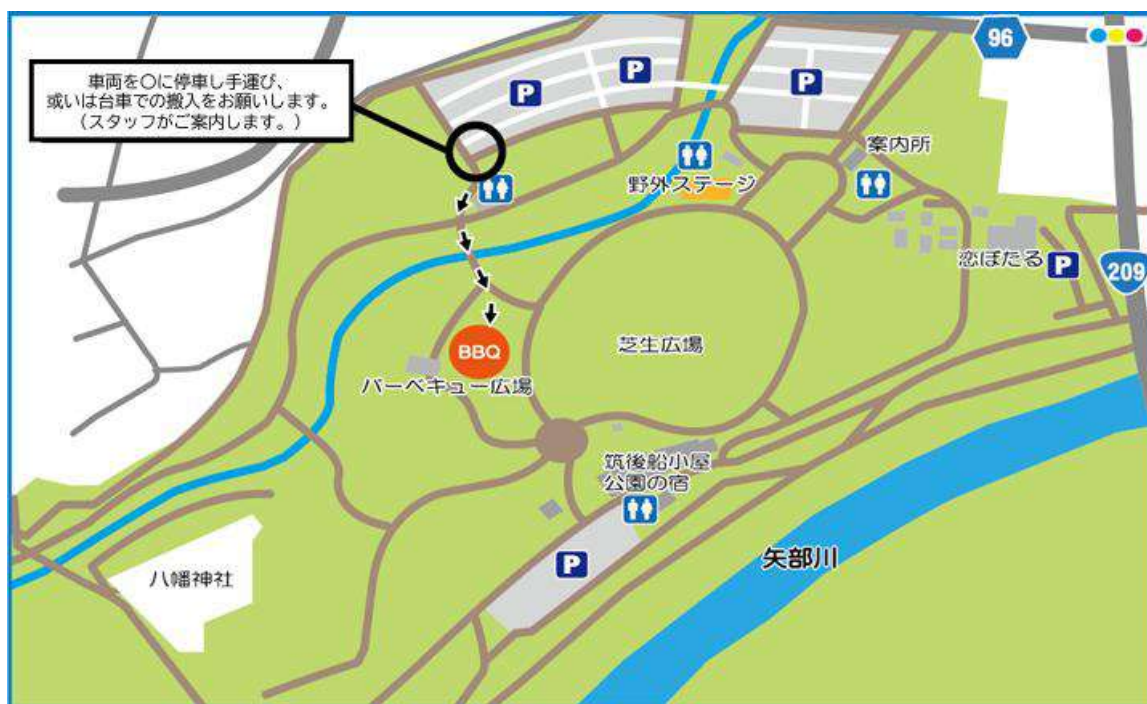 車両を〇に停車し手運び、
或いは台車での搬入をお願いします。
（スタッフがご案内します。）
P
P
P
96
案内所
野外ステージ
恋ぼたる
P
209
芝生広場
BBQ
バーベキュー広場
筑後船小屋
公園の宿
P
矢部川
八幡神社